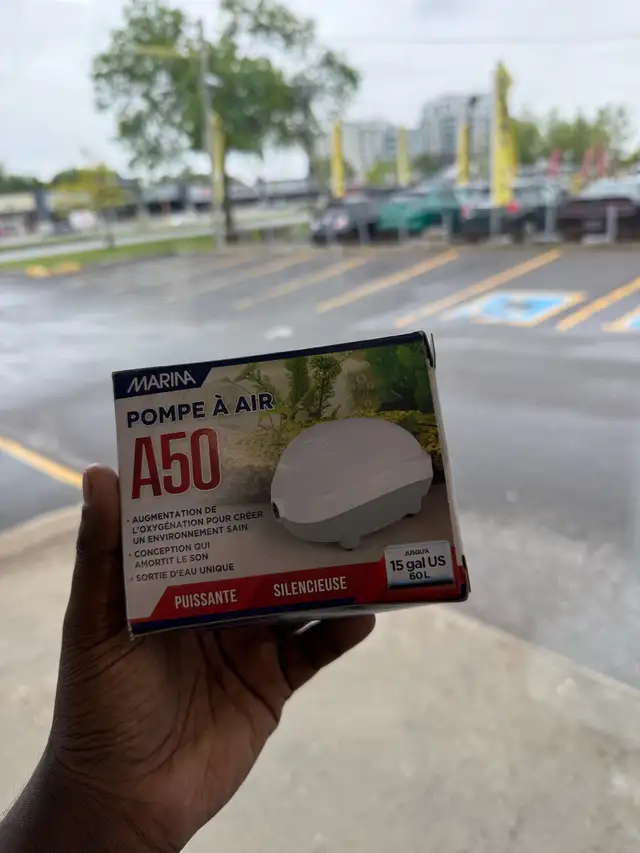 MARINA
POMPE À AIR
A50
· AUGMENTATION DE
L'OXYGÉNATION POUR CRÉER
UN ENVIRONNEMENT SAIN
· CONCEPTION QUI
AMORTIT LE SON
· SORTIE D'EAU UNIQUE
PUISSANTE SILENCIEUSE
JUSQU'À
15 gal US
60 L